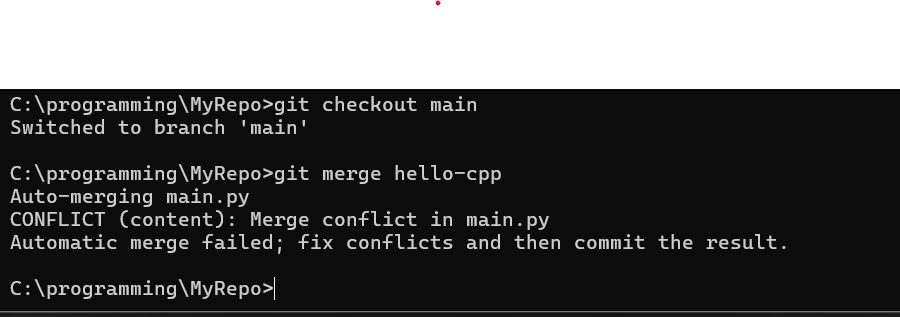 C:\programming\MyRepo>git checkout main
Switched to branch 'main'
C:\programming\MyRepo>git merge hello-cpp
Auto-merging main.py
CONFLICT (content): Merge conflict in main.py
Automatic merge failed; fix conflicts and then commit the result.
C:\programming\MyRepo>